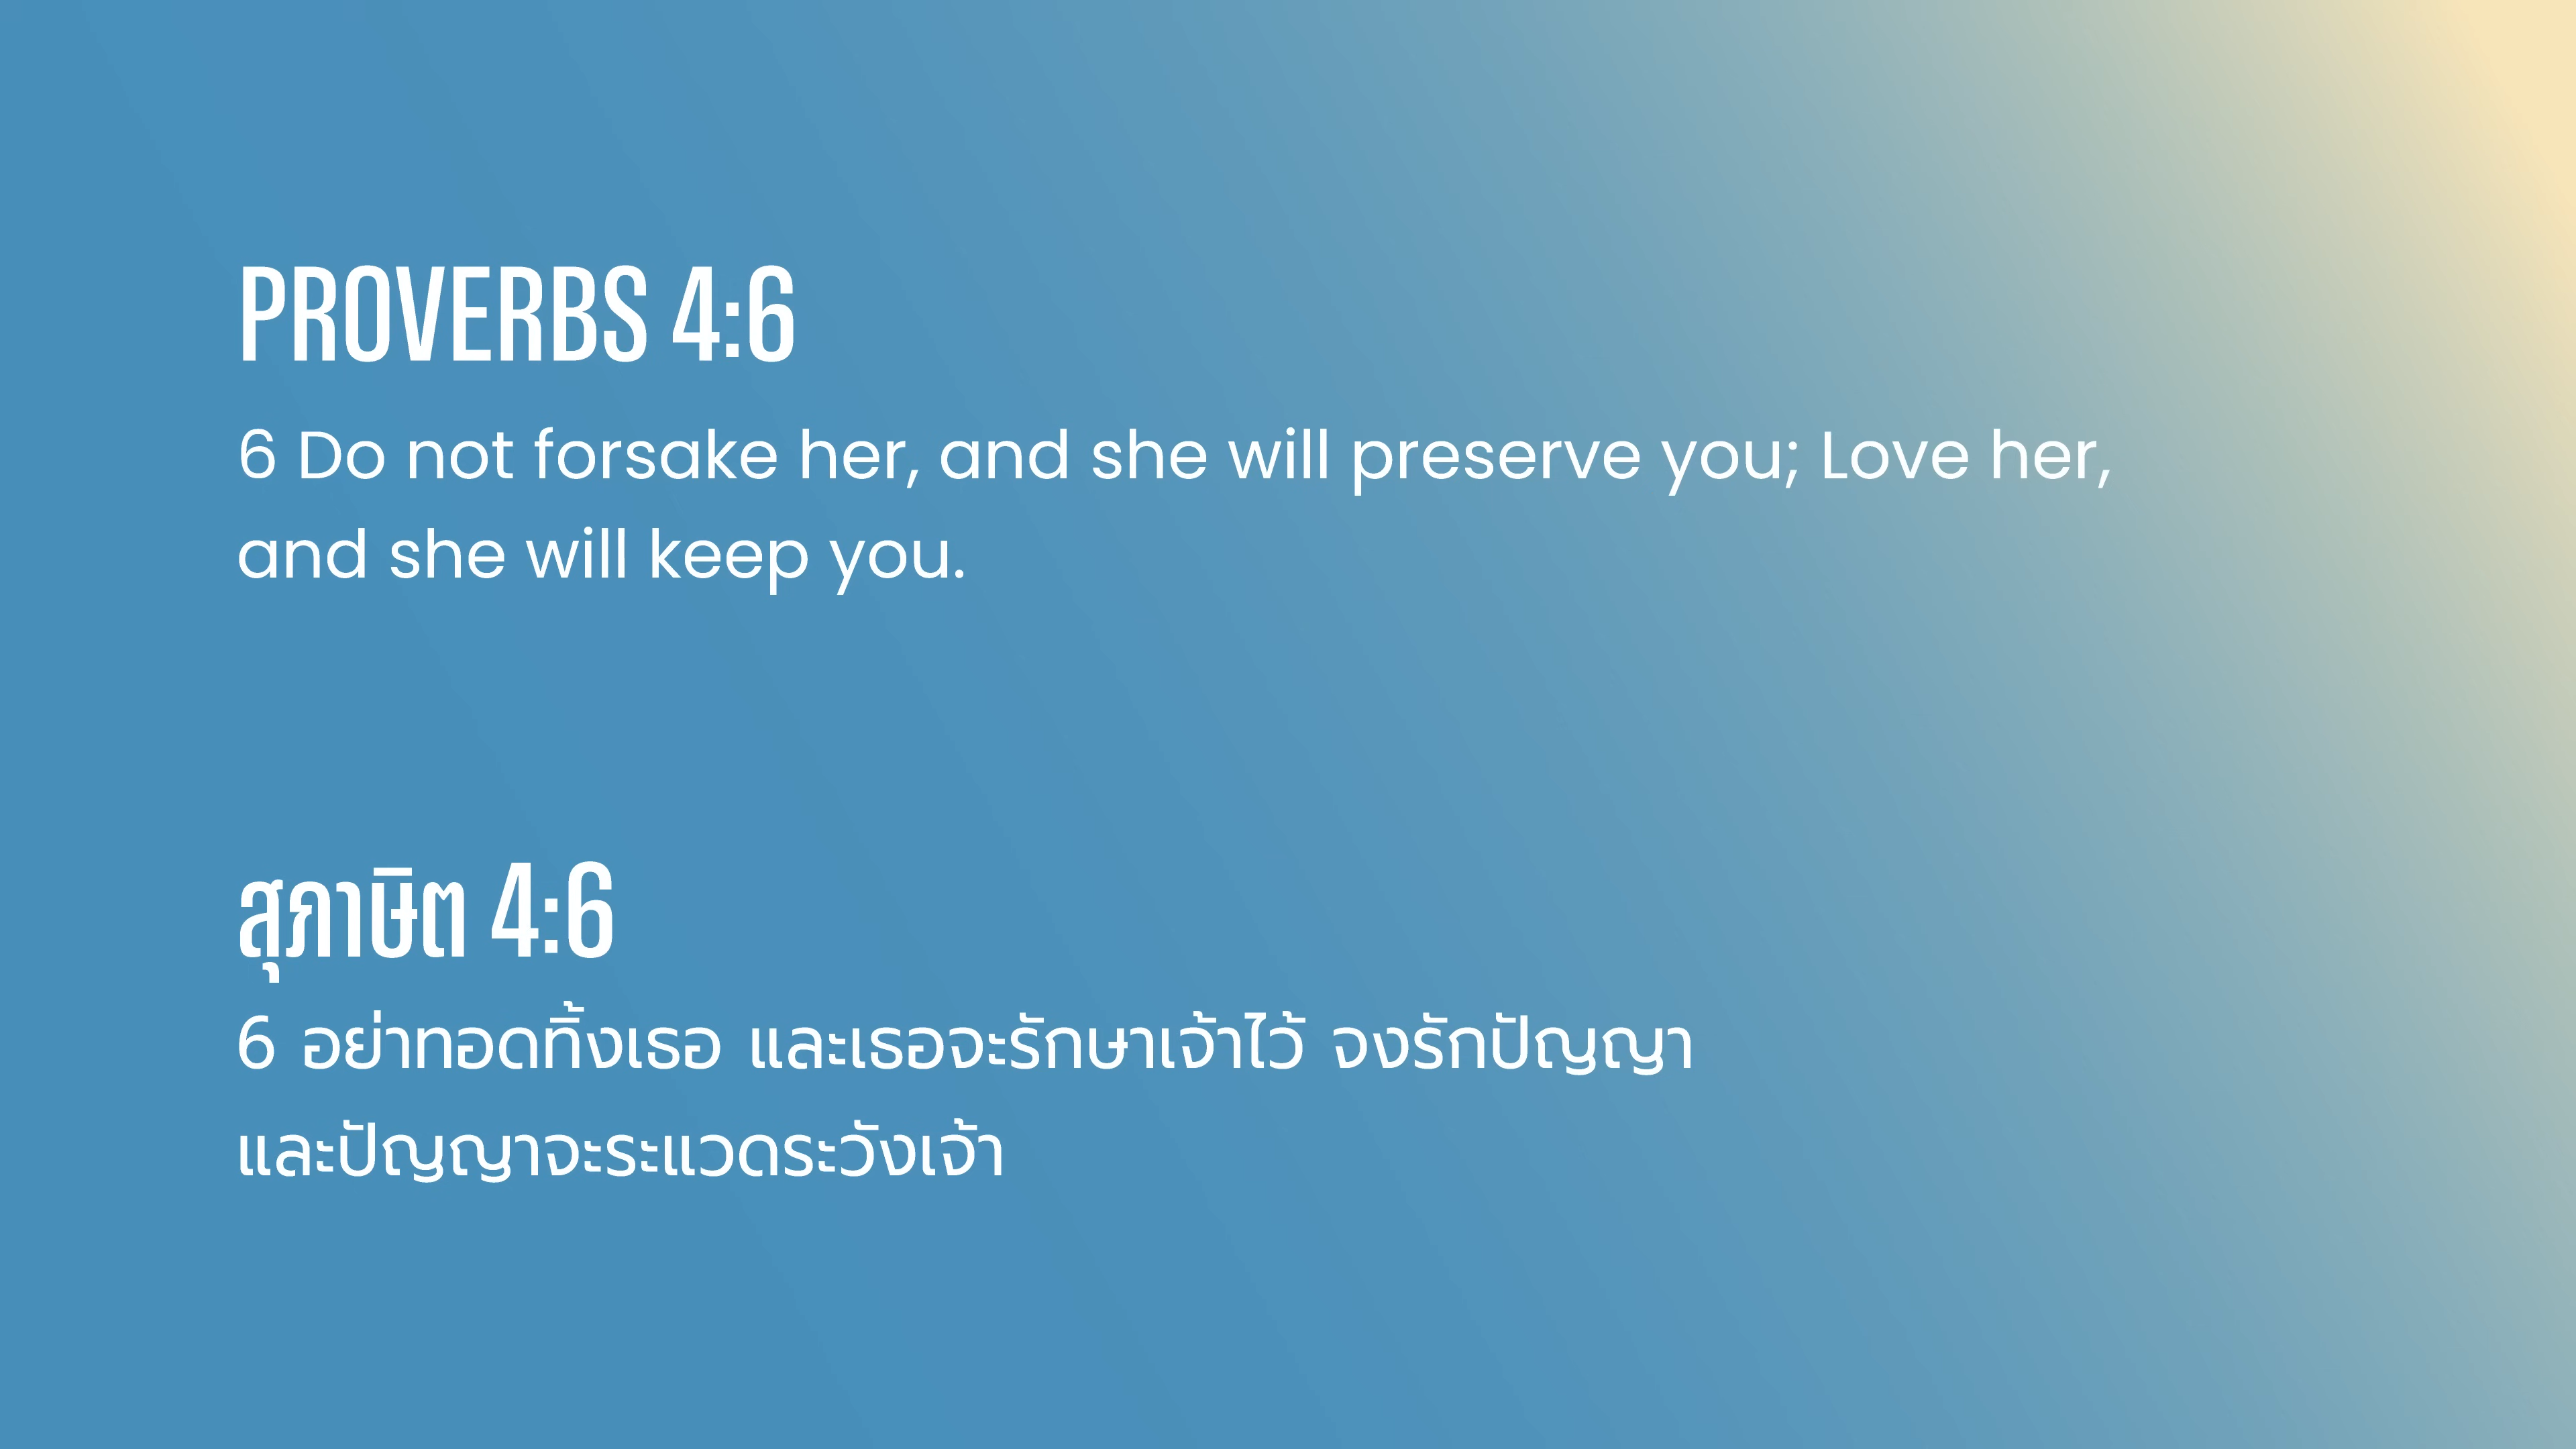 PROVERBS 4:6
6 Do not forsake her, and she will preserve you; Love her,
and she will keep you.
สุภาษิต 4:6
6 อย่าทอดทิ้งเธอ และเธอจะรักษาเจ้าไว้ จงรักปัญญา
และปัญญาจะระแวดระวังเจ้า